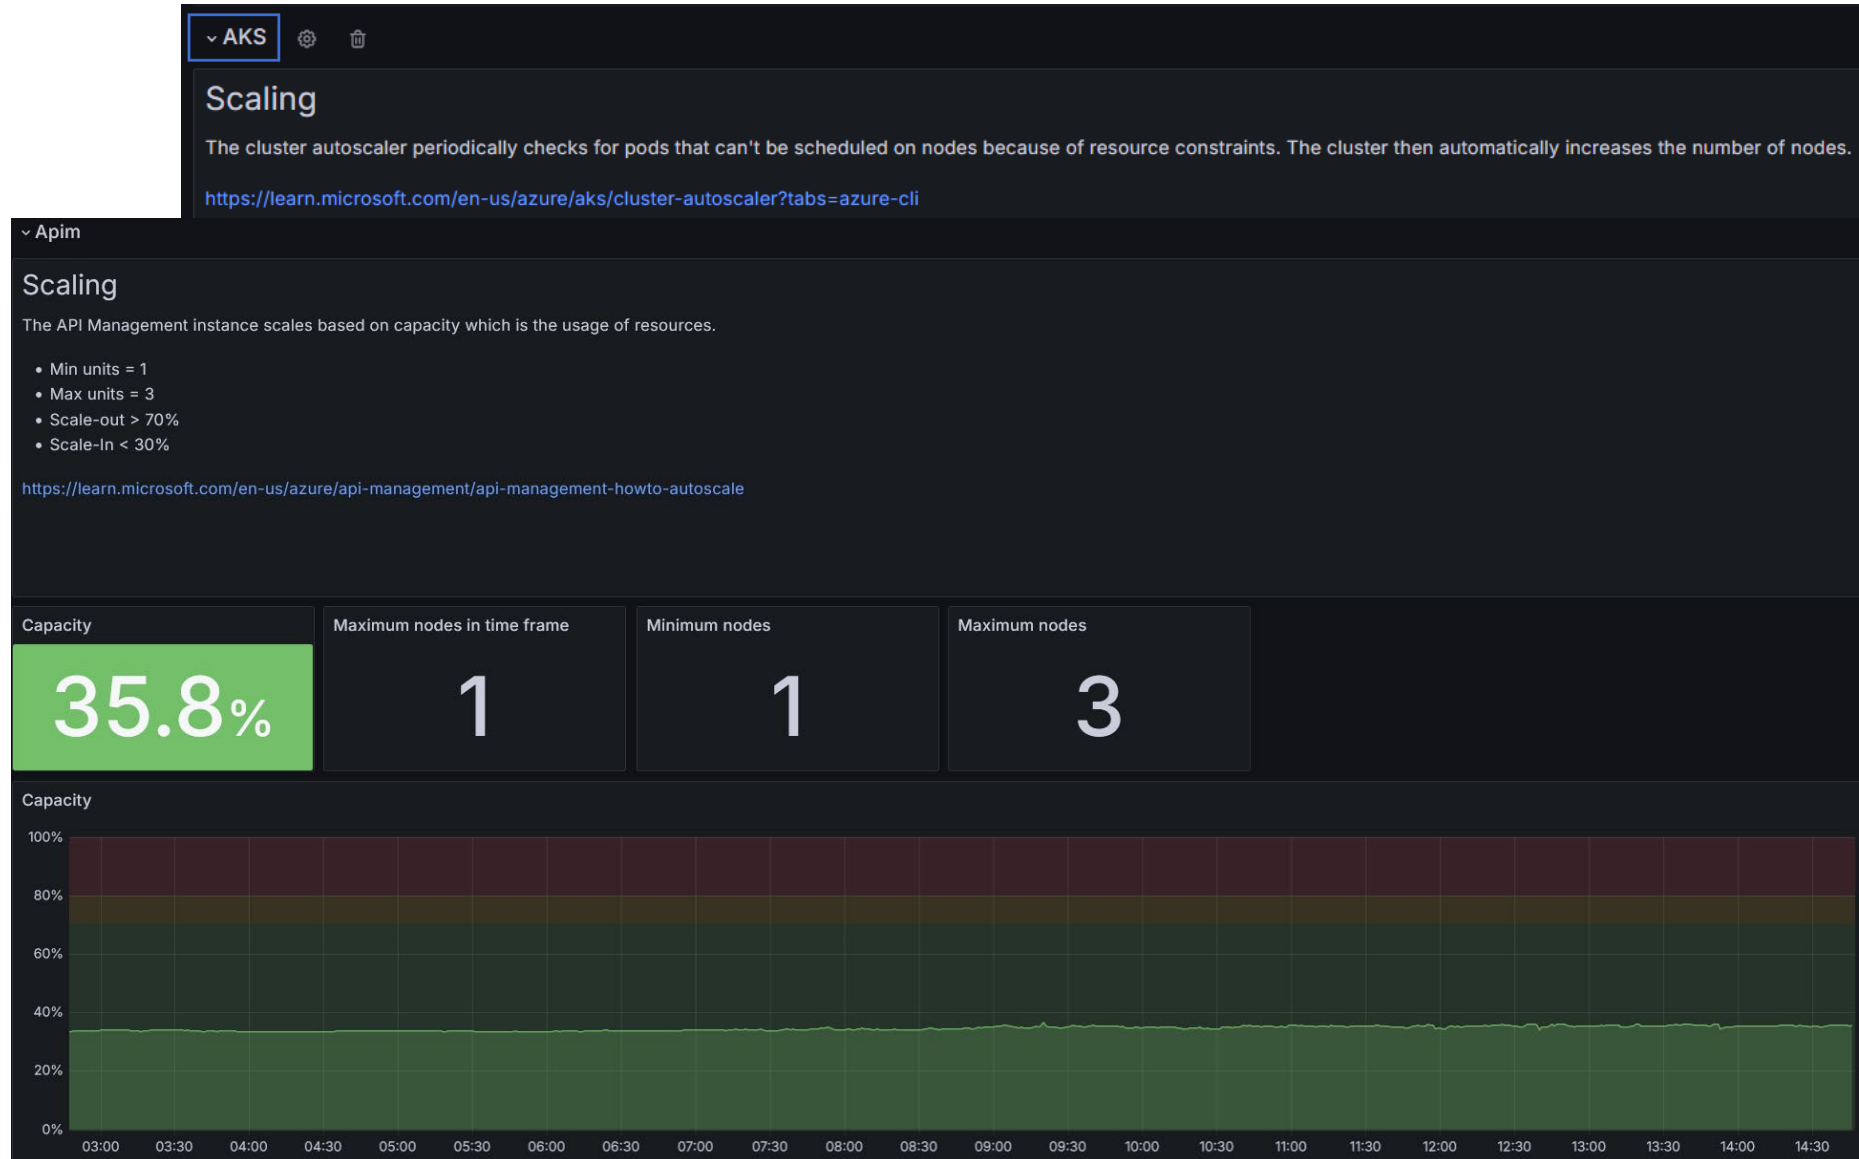 AKS
Scaling
The cluster autoscaler periodically checks for pods that can't be scheduled on nodes because of resource constraints. The cluster then automatically increases the number of nodes.
https://learn.microsoft.com/en-us/azure/aks/cluster-autoscaler?tabs=azure-cli
Apim
Scaling
The API Management instance scales based on capacity which is the usage of resources.
• Min units = 1
• Max units = 3
• Scale-out > 70%
• Scale-In < 30%
https://learn.microsoft.com/en-us/azure/api-management/api-management-howto-autoscale
Capacity
35.8%
Maximum nodes in time frame
1
Minimum nodes
1
Maximum nodes
3
Capacity
100%
80%
60%
40%
20%
0%
03:00 03:30 04:00 04:30 05:00 05:30 06:00 06:30 07:00 07:30 08:00 08:30 09:00 09:30 10:00 10:30 11:00 11:30 12:00 12:30 13:00 13:30 14:00 14:30